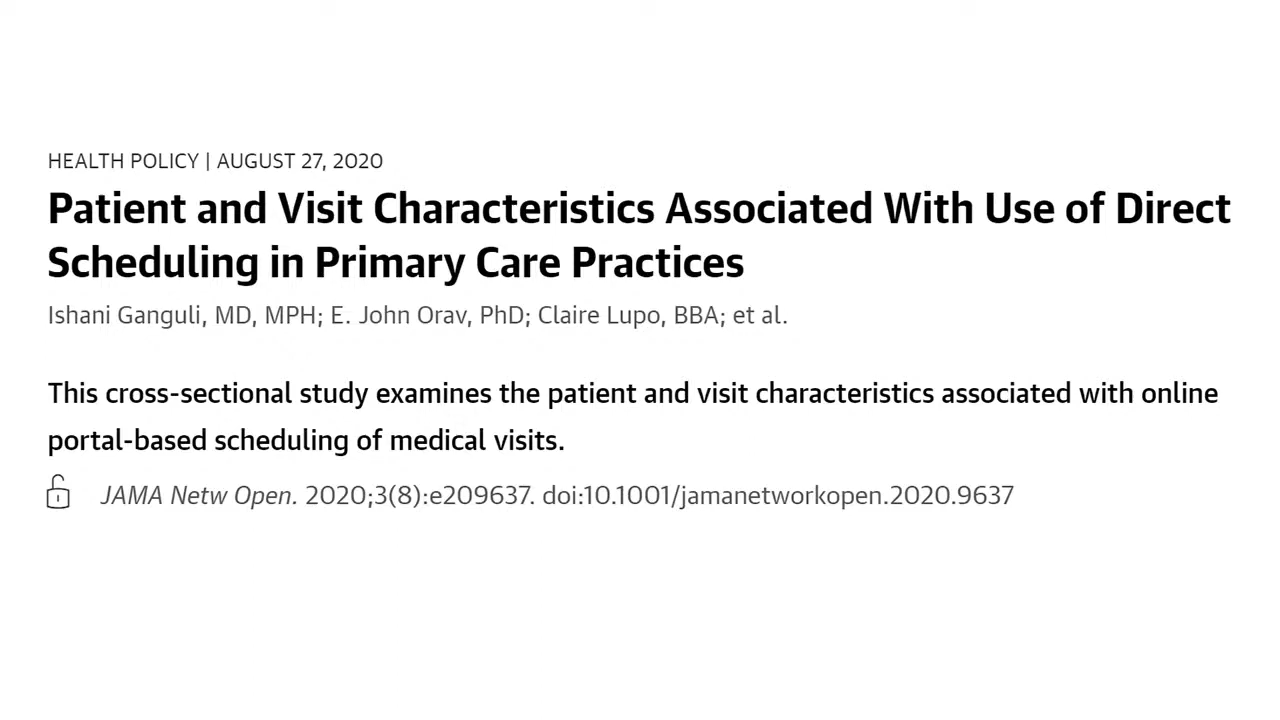 HEALTH POLICY | AUGUST 27, 2020
Patient and Visit Characteristics Associated With Use of Direct
Scheduling in Primary Care Practices
Ishani Ganguli, MD, MPH; E. John Orav, PhD; Claire Lupo, BBA; et al.
This cross-sectional study examines the patient and visit characteristics associated with online
portal-based scheduling of medical visits.
JAMA Netw Open. 2020;3(8):e209637. doi:10.1001/jamanetworkopen.2020.9637